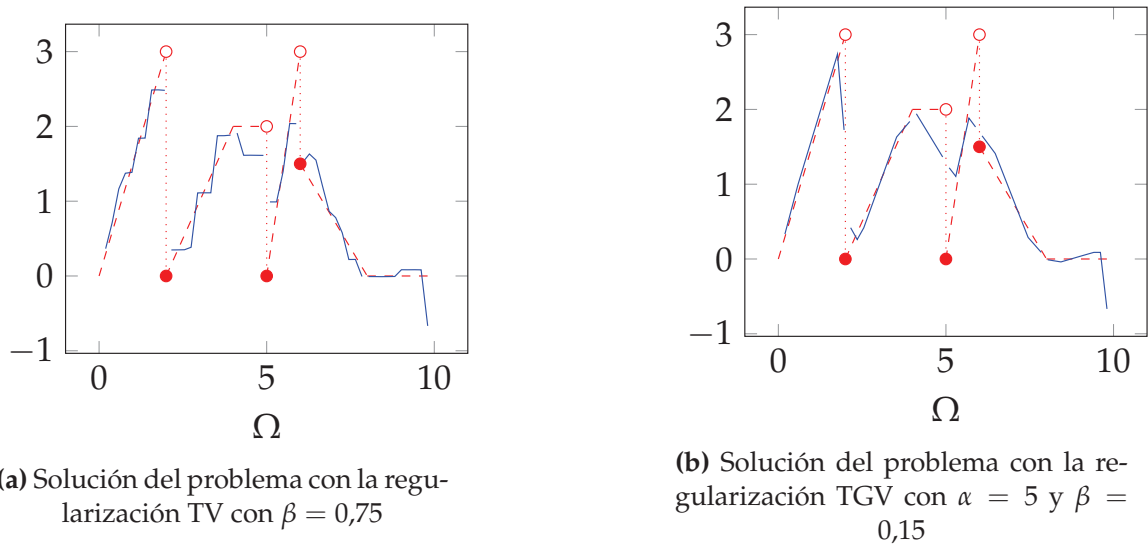 3
2
1
0
−1
0
5
10
Ω
(a) Solución del problema con la regu-
larización TV con β = 0,75
3
2
1
0
−1
0
5
10
Ω
(b) Solución del problema con la re-
gularización TGV con α = 5 y β =
0,15